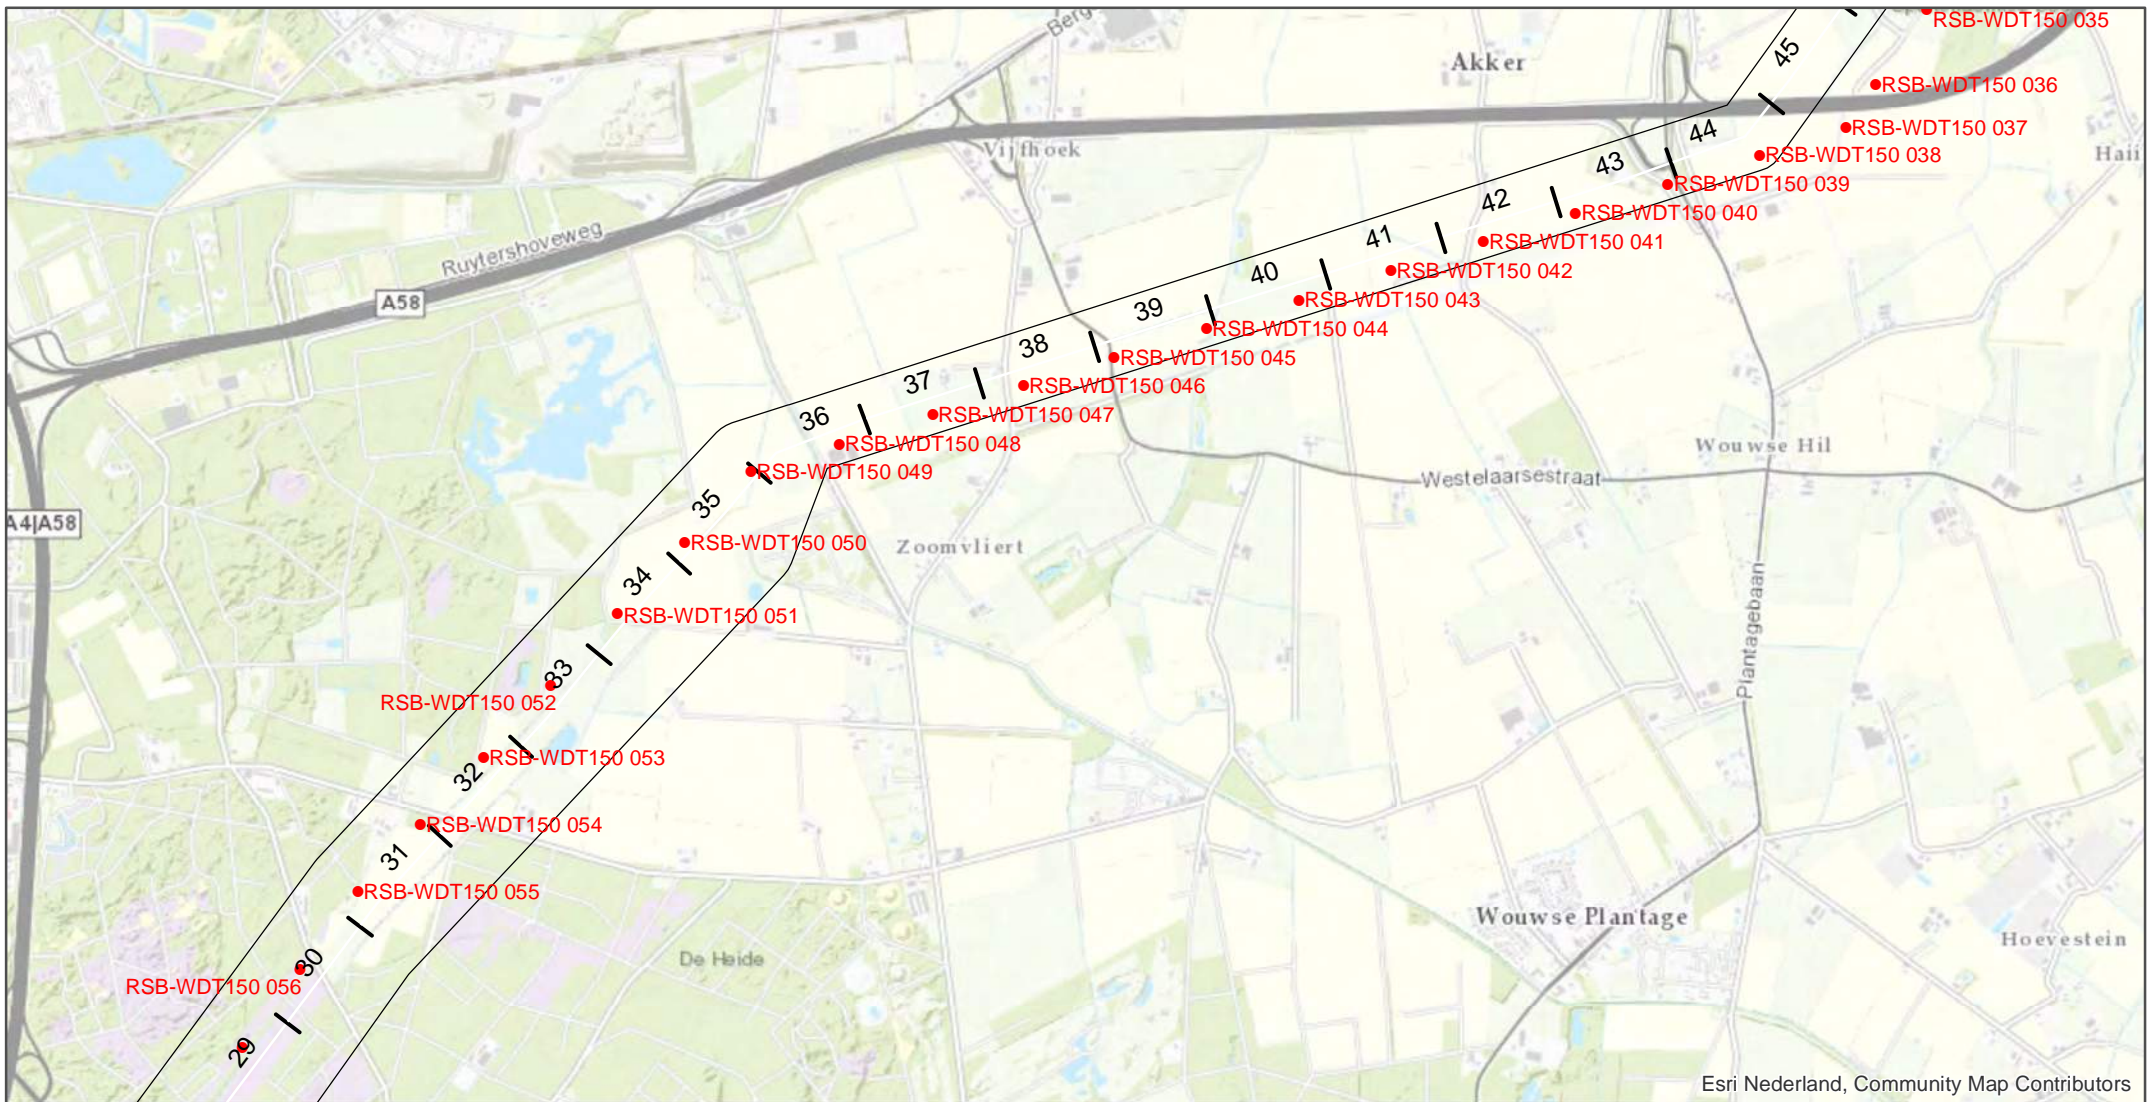 RSB-WDT150 035
Berg
45
Akker
RSB-WDT150 036
RSB-WDT150 037
44
Vijfhoek
RSB-WDT150 038
Haii
43
RSB-WDT150 039
42
RSB-WDT150 040
41
RSB-WDT150 041
Ruytershoveweg
40
RSB-WDT150 042
A58
39
RSB-WDT150 043
38
RSB-WDT150 044
37
RSB-WDT150 045
RSB-WDT150 046
36
RSB-WDT150 047
RSB-WDT150 048
Wouwse Hil
RSB-WDT150 049
Westelaarsestraat
35
A4|A58
RSB-WDT150 050
Zoomvliert
34
RSB-WDT150 051
Plantagebaan
33
RSB-WDT150 052
RSB-WDT150 053
32
RSB-WDT150 054
31
RSB-WDT150 055
Wouwse Plantage
Hoevestein
De Heide
30
RSB-WDT150 056
29
Esri Nederland, Community Map Contributors